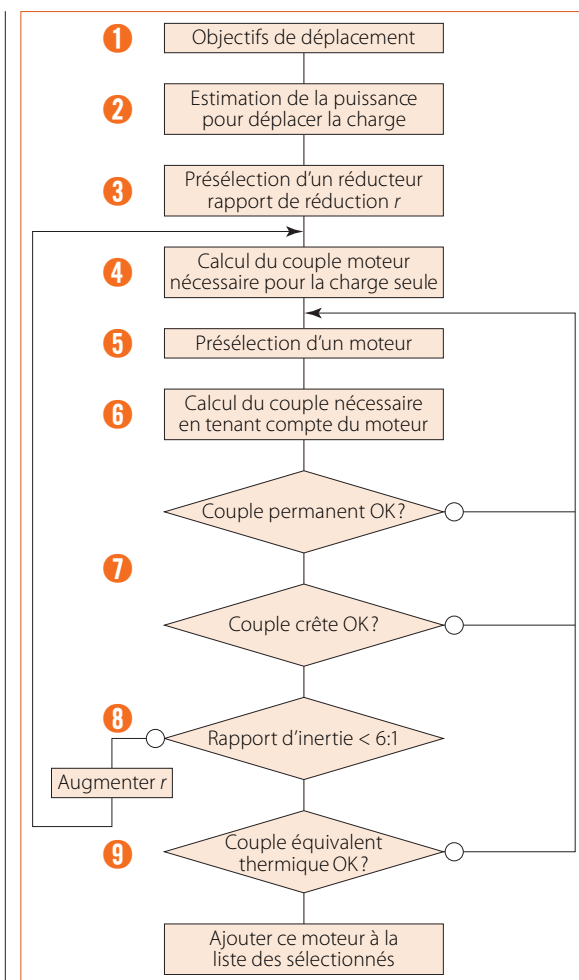 1 Objectifs de déplacement
2 Estimation de la puissance
pour déplacer la charge
3 Présélection d'un réducteur
rapport de réduction r
4 Calcul du couple moteur
nécessaire pour la charge seule
5 Présélection d'un moteur
6 Calcul du couple nécessaire
en tenant compte du moteur
Couple permanent OK ?
7
Couple crête OK ?
8 Rapport d'inertie < 6:1
Augmenter r
9 Couple équivalent
thermique OK ?
Ajouter ce moteur à la
liste des sélectionnés